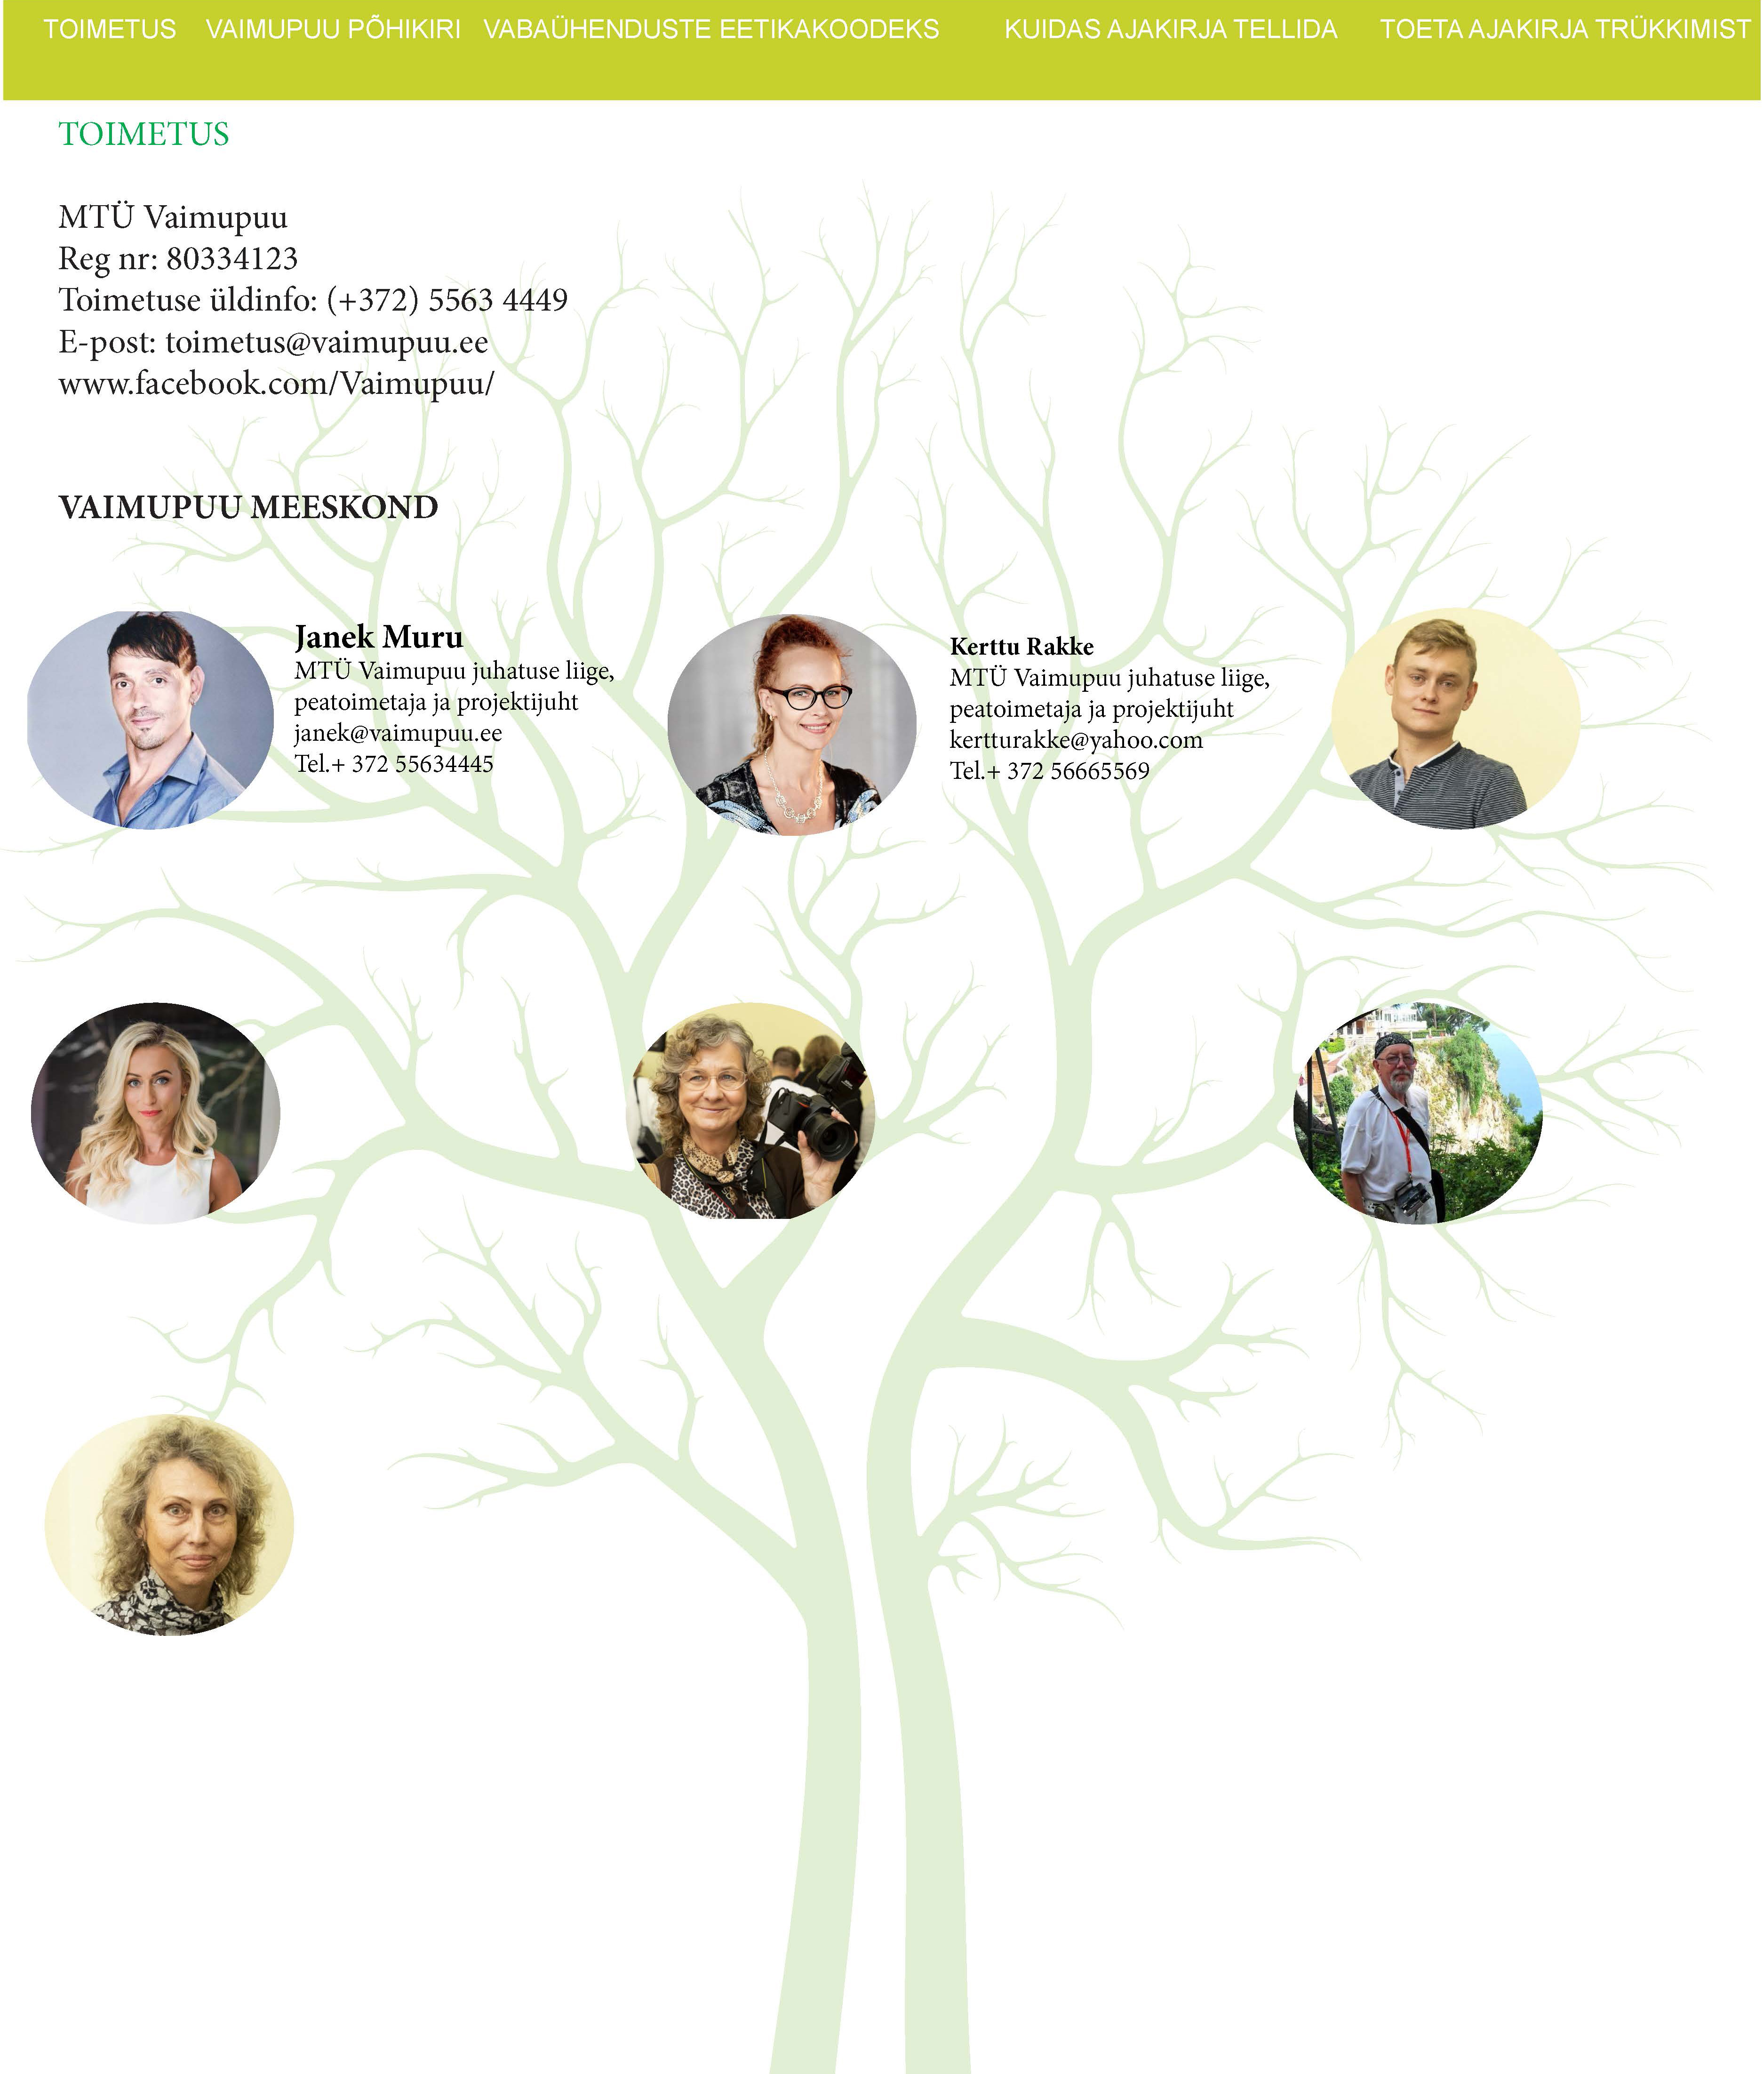 TOIMETUS VAIMUPUU PÕHIKIRI VABAÜHENDUSTE EETIKAKOODEKS KUIDAS AJAKIRJA TELLIDA TOETA AJAKIRJA TRÜKKIMIST
TOIMETUS
MTÜ Vaimupuu
Reg nr: 80334123
Toimetuse üldinfo: (+372) 5563 4449
E-post: toimetus@vaimupuu.ee
www.facebook.com/Vaimupuu/
VAIMUPUU MEESKOND
Janek Muru
MTÜ Vaimupuu juhatuse liige,
peatoimetaja ja projektijuht
janek@vaimupuu.ee
Tel.+ 372 55634445
Kerttu Rakke
MTÜ Vaimupuu juhatuse liige,
peatoimetaja ja projektijuht
kertturakke@yahoo.com
Tel.+ 372 56665569